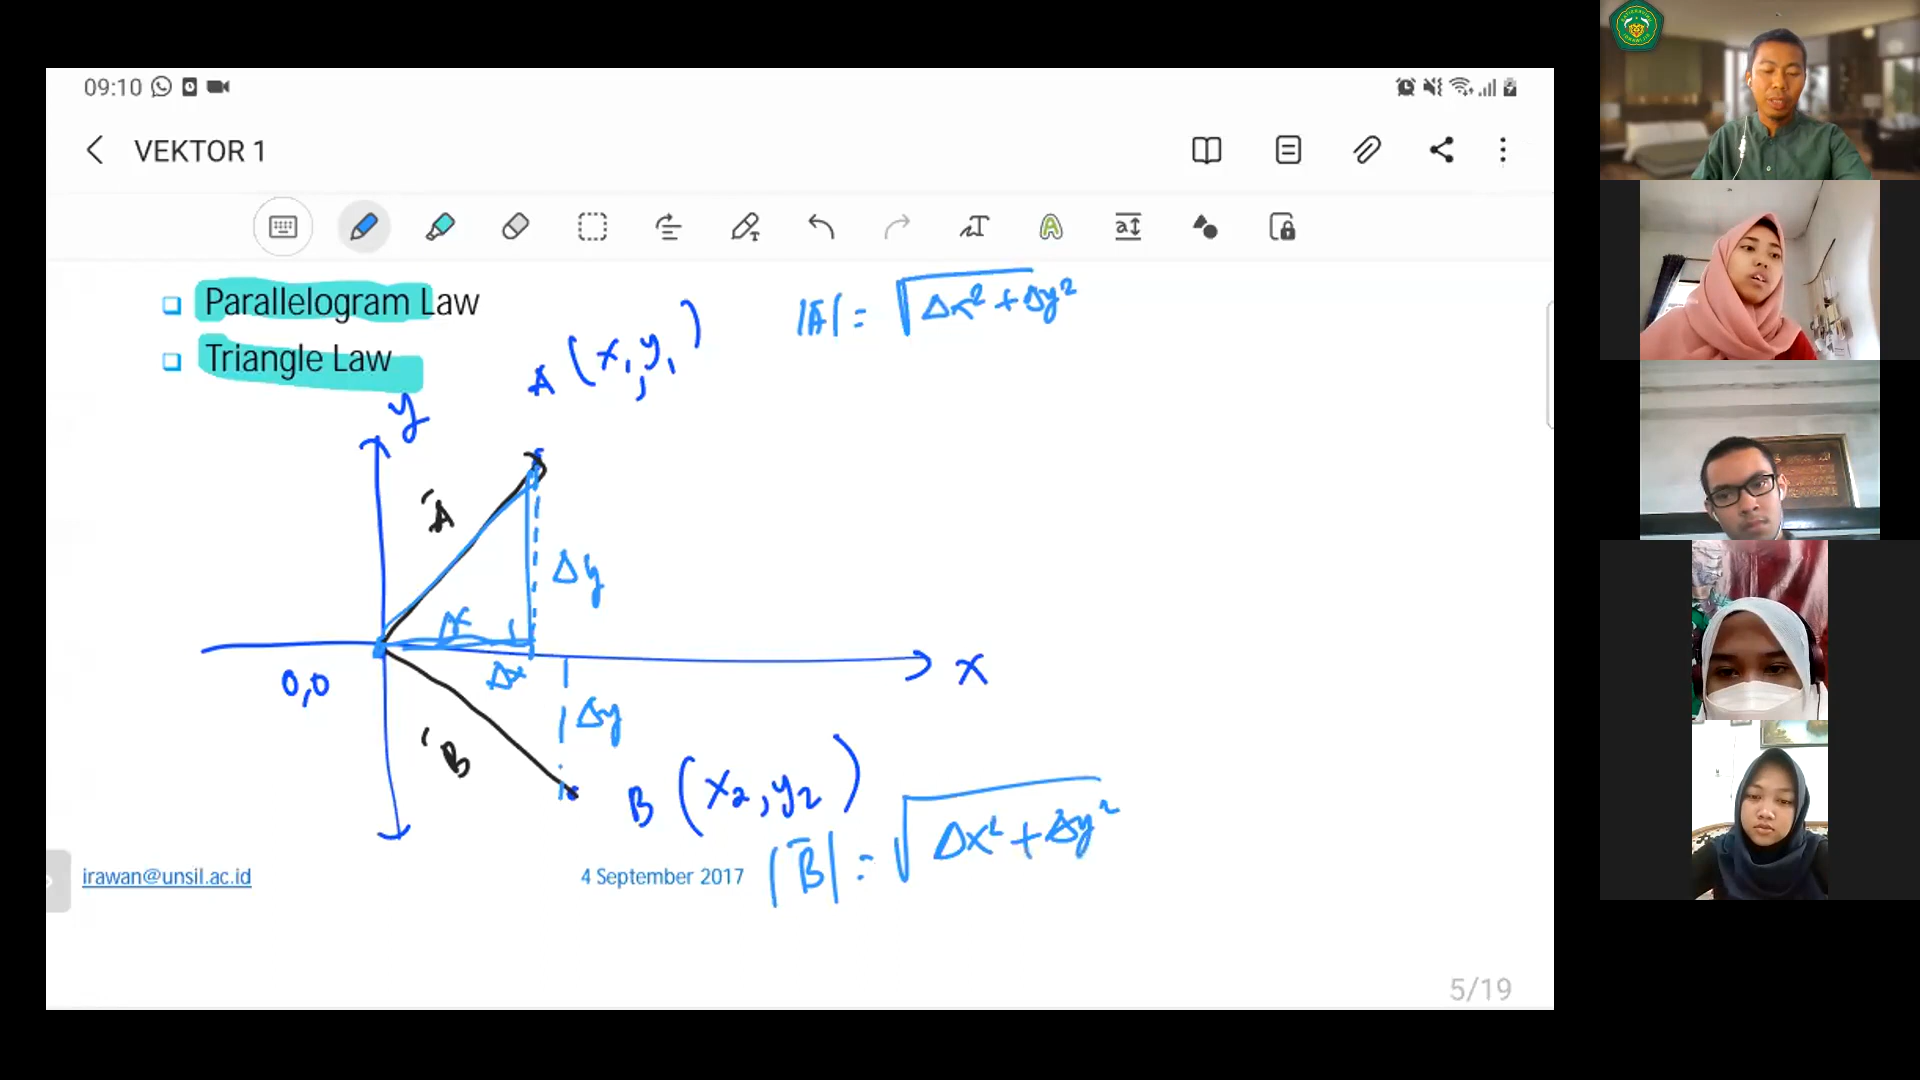 09:10
VEKTOR 1
Parallelogram Law
|A̅| = √Δx² + Δy²
A (x₁, y₁)
Triangle Law
y
A̅
Δy
Δx
x
0,0
Δx
Δy
B̅
B (x₂, y₂)
|B̅| = √Δx² + Δy²
irawan@unsil.ac.id
4 September 2017
5/19